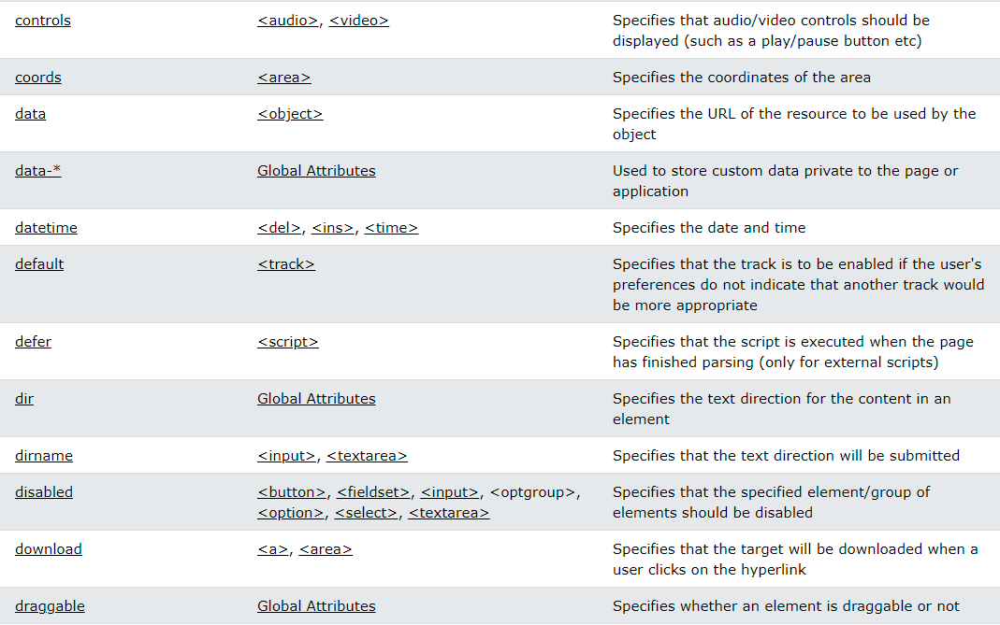 controls <audio>, <video> Specifies that audio/video controls should be
displayed (such as a play/pause button etc)
coords <area> Specifies the coordinates of the area
data <object> Specifies the URL of the resource to be used by the
object
data-* Global Attributes Used to store custom data private to the page or
application
datetime <del>, <ins>, <time> Specifies the date and time
default <track> Specifies that the track is to be enabled if the user's
preferences do not indicate that another track would
be more appropriate
defer <script> Specifies that the script is executed when the page
has finished parsing (only for external scripts)
dir Global Attributes Specifies the text direction for the content in an
element
dirname <input>, <textarea> Specifies that the text direction will be submitted
disabled <button>, <fieldset>, <input>, <optgroup>, Specifies that the specified element/group of
<option>, <select>, <textarea> elements should be disabled
download <a>, <area> Specifies that the target will be downloaded when a
user clicks on the hyperlink
draggable Global Attributes Specifies whether an element is draggable or not